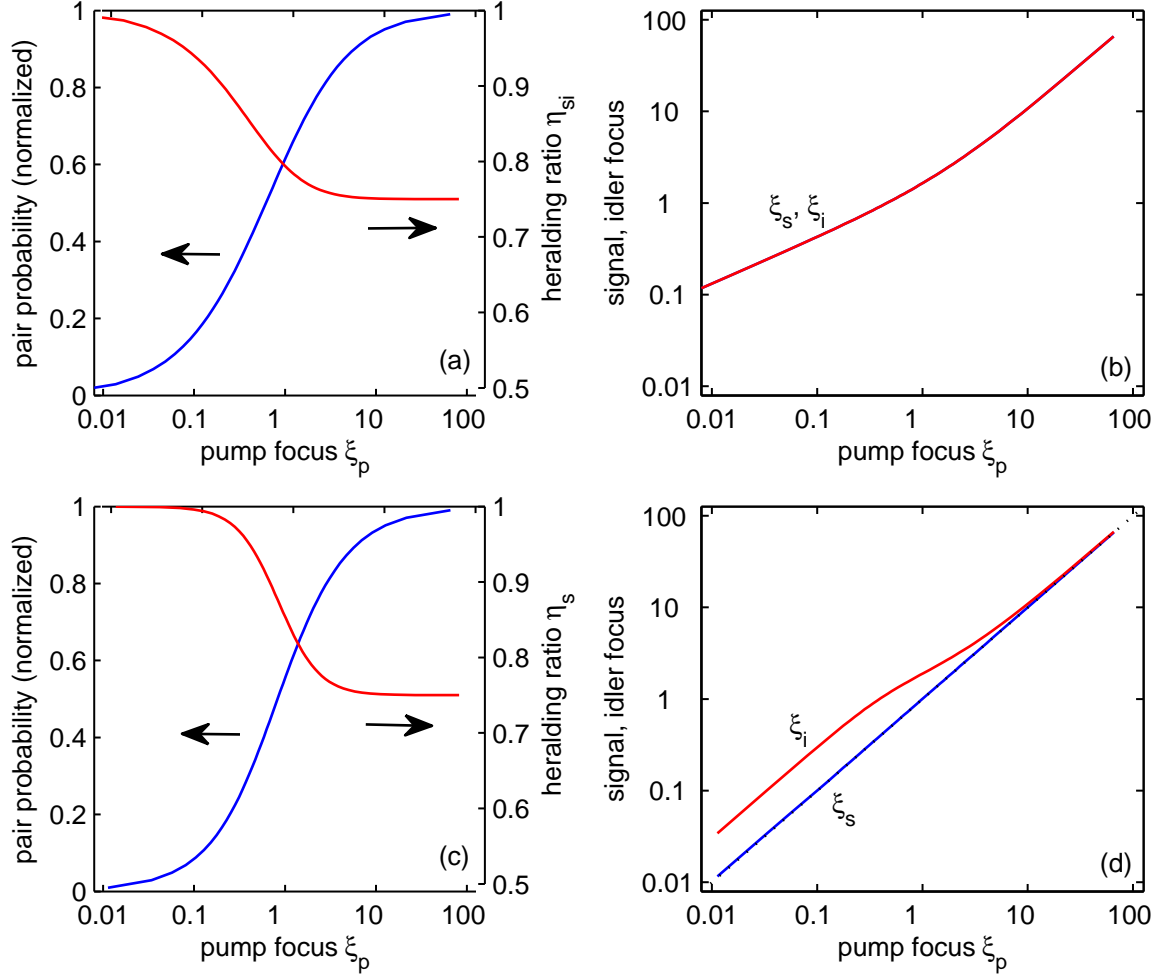 1
0.8
0.6
0.4
0.2
0
pair probability (normalized)
1
0.9
0.8
0.7
0.6
0.5
heralding ratio ηsi
(a)
0.01 0.1 1 10 100
pump focus ξp
100
10
1
0.1
0.01
signal, idler focus
ξs, ξi
(b)
0.01 0.1 1 10 100
pump focus ξp
1
0.8
0.6
0.4
0.2
0
pair probability (normalized)
1
0.9
0.8
0.7
0.6
0.5
heralding ratio ηs
(c)
0.01 0.1 1 10 100
pump focus ξp
100
10
1
0.1
0.01
signal, idler focus
ξi
ξs
(d)
0.01 0.1 1 10 100
pump focus ξp